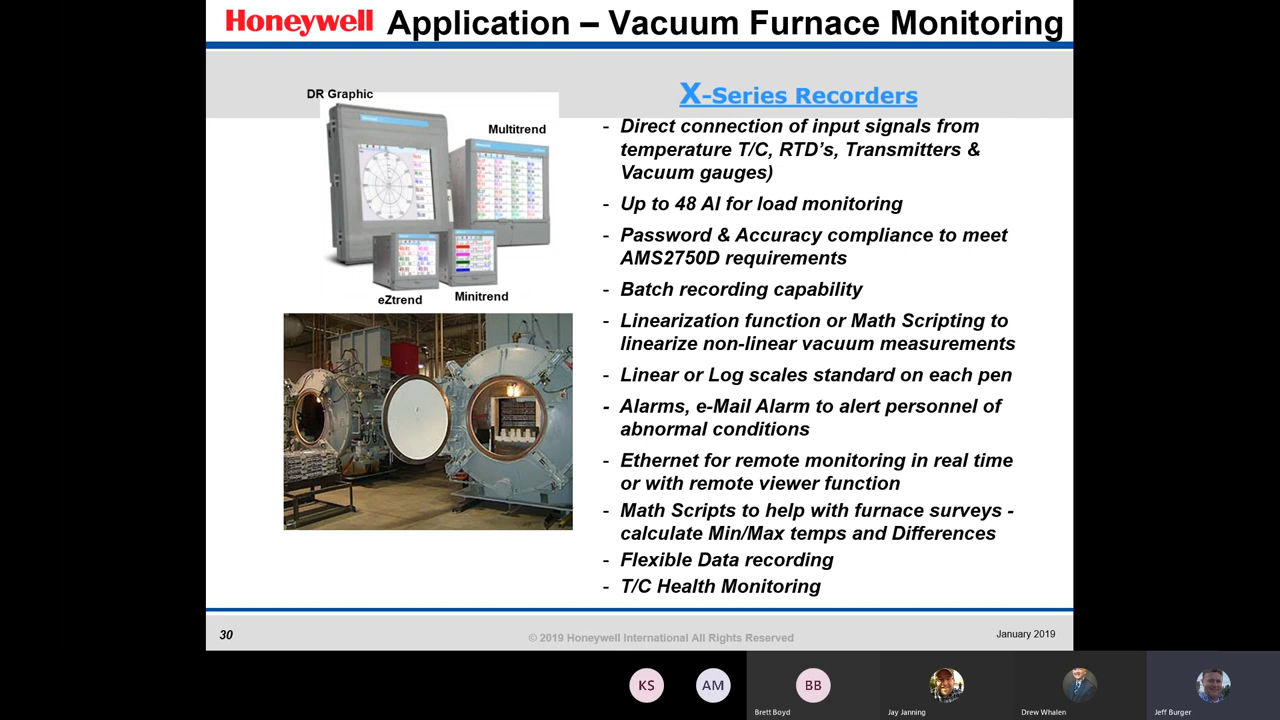 Honeywell Application – Vacuum Furnace Monitoring
DR Graphic
Multitrend
eZtrend
Minitrend
X-Series Recorders
- Direct connection of input signals from
temperature T/C, RTD's, Transmitters &
Vacuum gauges)
- Up to 48 AI for load monitoring
- Password & Accuracy compliance to meet
AMS2750D requirements
- Batch recording capability
- Linearization function or Math Scripting to
linearize non-linear vacuum measurements
- Linear or Log scales standard on each pen
- Alarms, e-Mail Alarm to alert personnel of
abnormal conditions
- Ethernet for remote monitoring in real time
or with remote viewer function
- Math Scripts to help with furnace surveys -
calculate Min/Max temps and Differences
- Flexible Data recording
- T/C Health Monitoring
30
© 2019 Honeywell International All Rights Reserved
January 2019
KS
AM
BB
Brett Boyd
Jay Janning
Drew Whalen
Jeff Burger